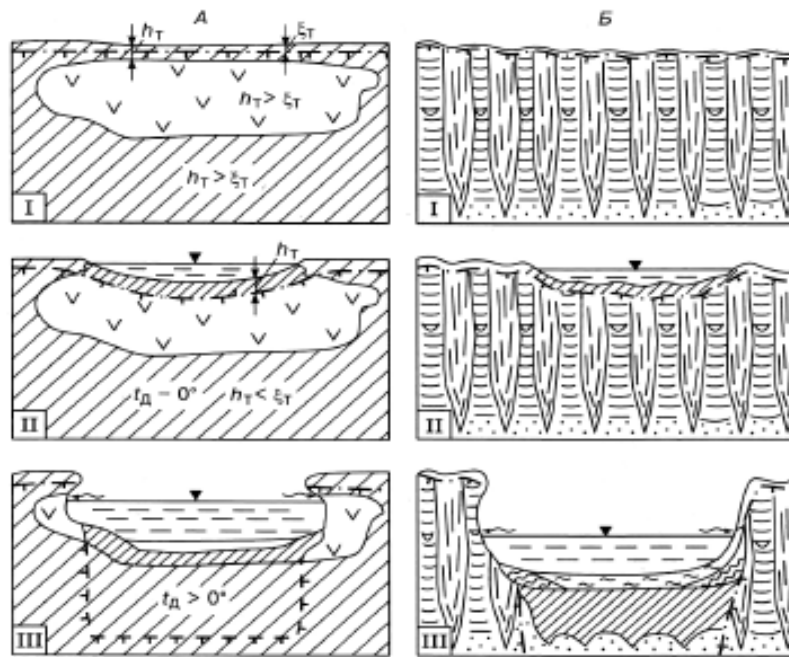 А
Б
hт
ξт
hт > ξт
hт > ξт
I
I
hт
tд – 0° hт < ξт
II
II
tд > 0°
III
III